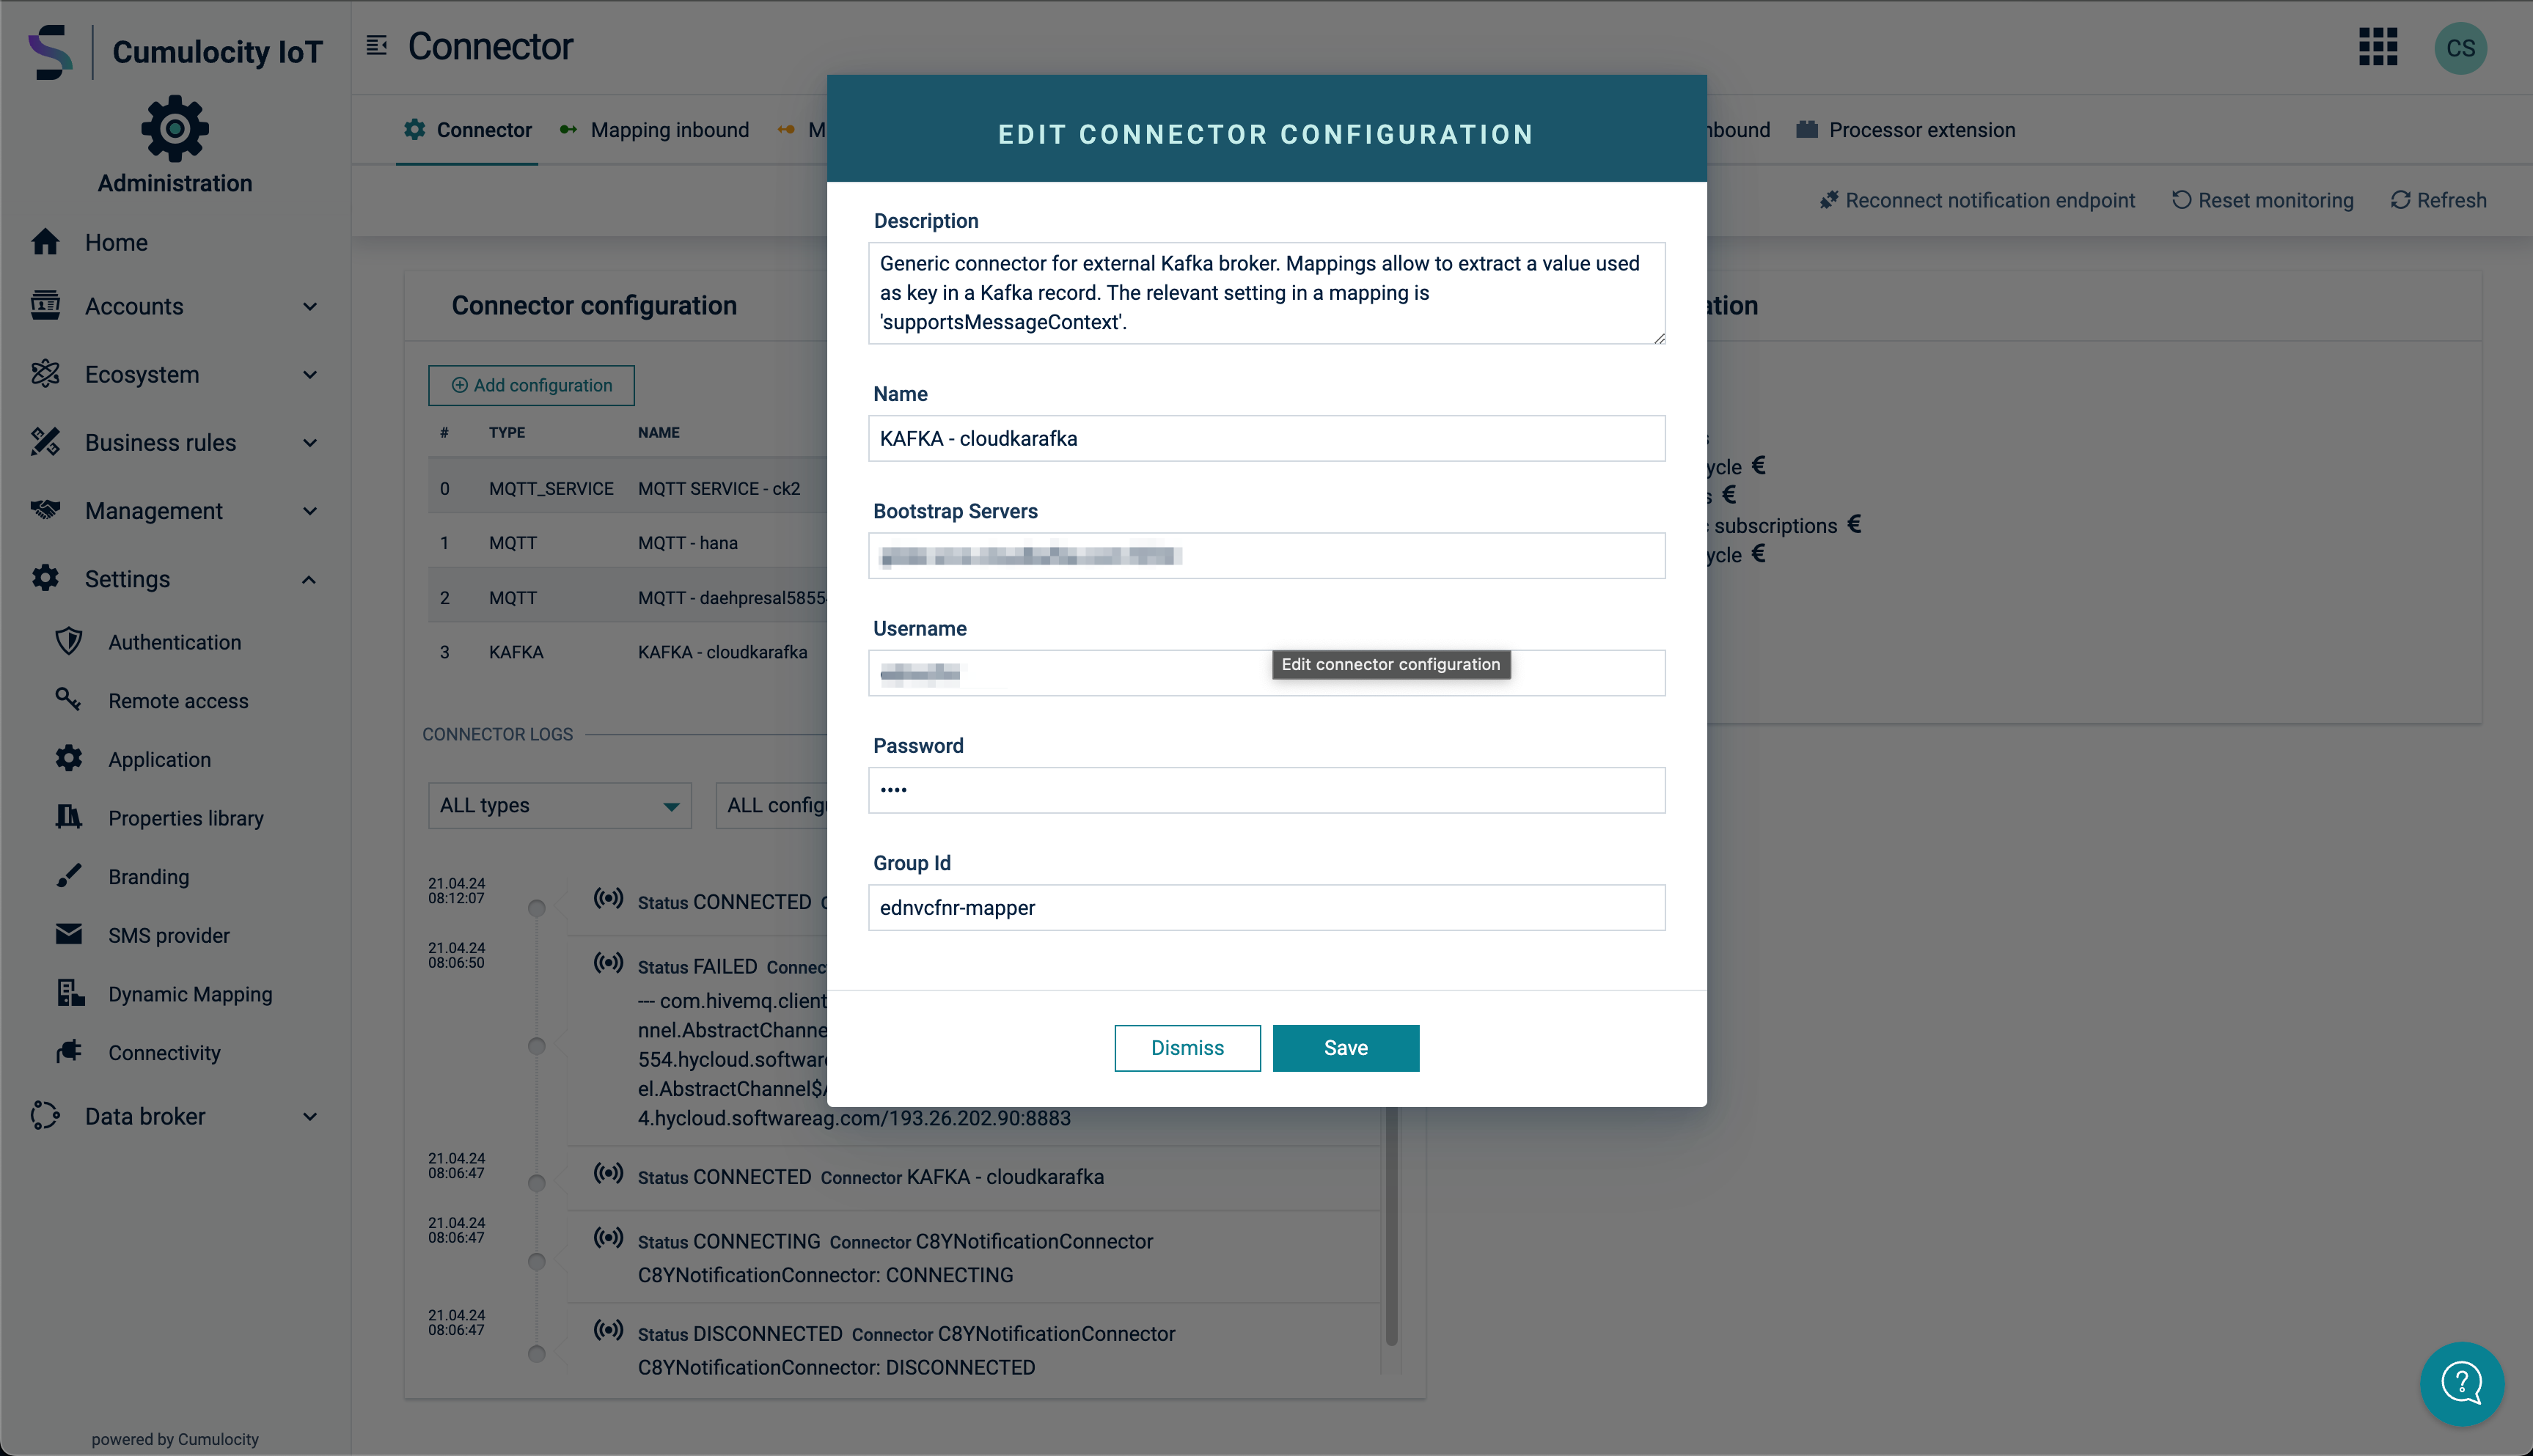 Cumulocity IoT
Administration
Home
Accounts
Ecosystem
Business rules
Management
Settings
Authentication
Remote access
Application
Properties library
Branding
SMS provider
Dynamic Mapping
Connectivity
Data broker
powered by Cumulocity
Connector
CS
Connector
Mapping inbound
M
nbound
Processor extension
Reconnect notification endpoint
Reset monitoring
Refresh
Connector configuration
Add configuration
# TYPE NAME
0 MQTT_SERVICE MQTT SERVICE - ck2
1 MQTT MQTT - hana
2 MQTT MQTT - daehpresal5855
3 KAFKA KAFKA - cloudkarafka
CONNECTOR LOGS
ALL types
ALL config
21.04.24
08:12:07
Status CONNECTED
21.04.24
08:06:50
Status FAILED Connec
--- com.hivemq.client
nnel.AbstractChanne
554.hycloud.software
el.AbstractChannel$
4.hycloud.softwareag.com/193.26.202.90:8883
21.04.24
08:06:47
Status CONNECTED Connector KAFKA - cloudkarafka
21.04.24
08:06:47
Status CONNECTING Connector C8YNotificationConnector
C8YNotificationConnector: CONNECTING
21.04.24
08:06:47
Status DISCONNECTED Connector C8YNotificationConnector
C8YNotificationConnector: DISCONNECTED
ation
ycle €
s €
subscriptions €
ycle €
EDIT CONNECTOR CONFIGURATION
Description
Generic connector for external Kafka broker. Mappings allow to extract a value used
as key in a Kafka record. The relevant setting in a mapping is
'supportsMessageContext'.
Name
KAFKA - cloudkarafka
Bootstrap Servers
Username
Edit connector configuration
Password
••••
Group Id
ednvcfnr-mapper
Dismiss
Save